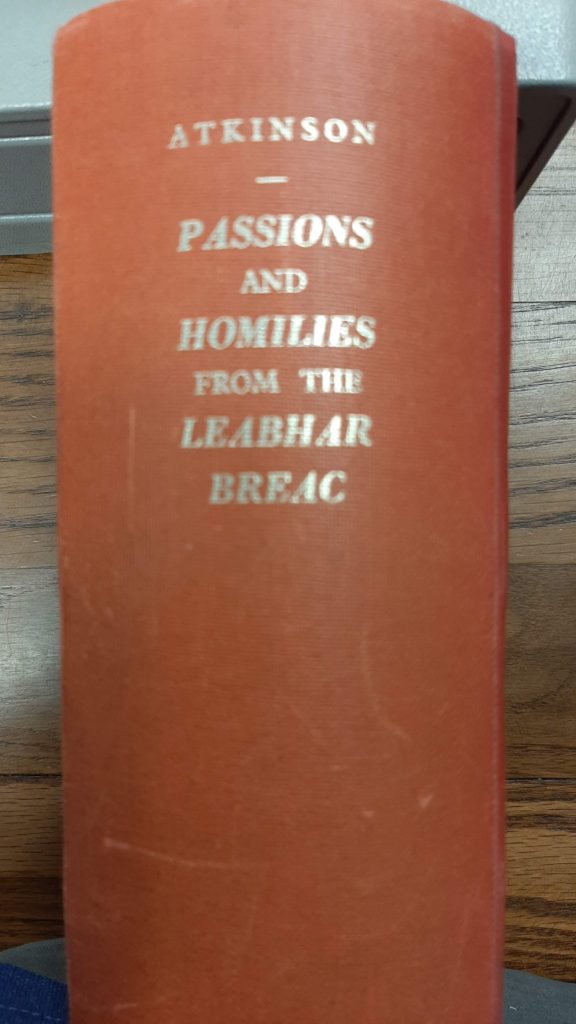 ATKINSON
—
PASSIONS
AND
HOMILIES
FROM THE
LEABHAR
BREAC